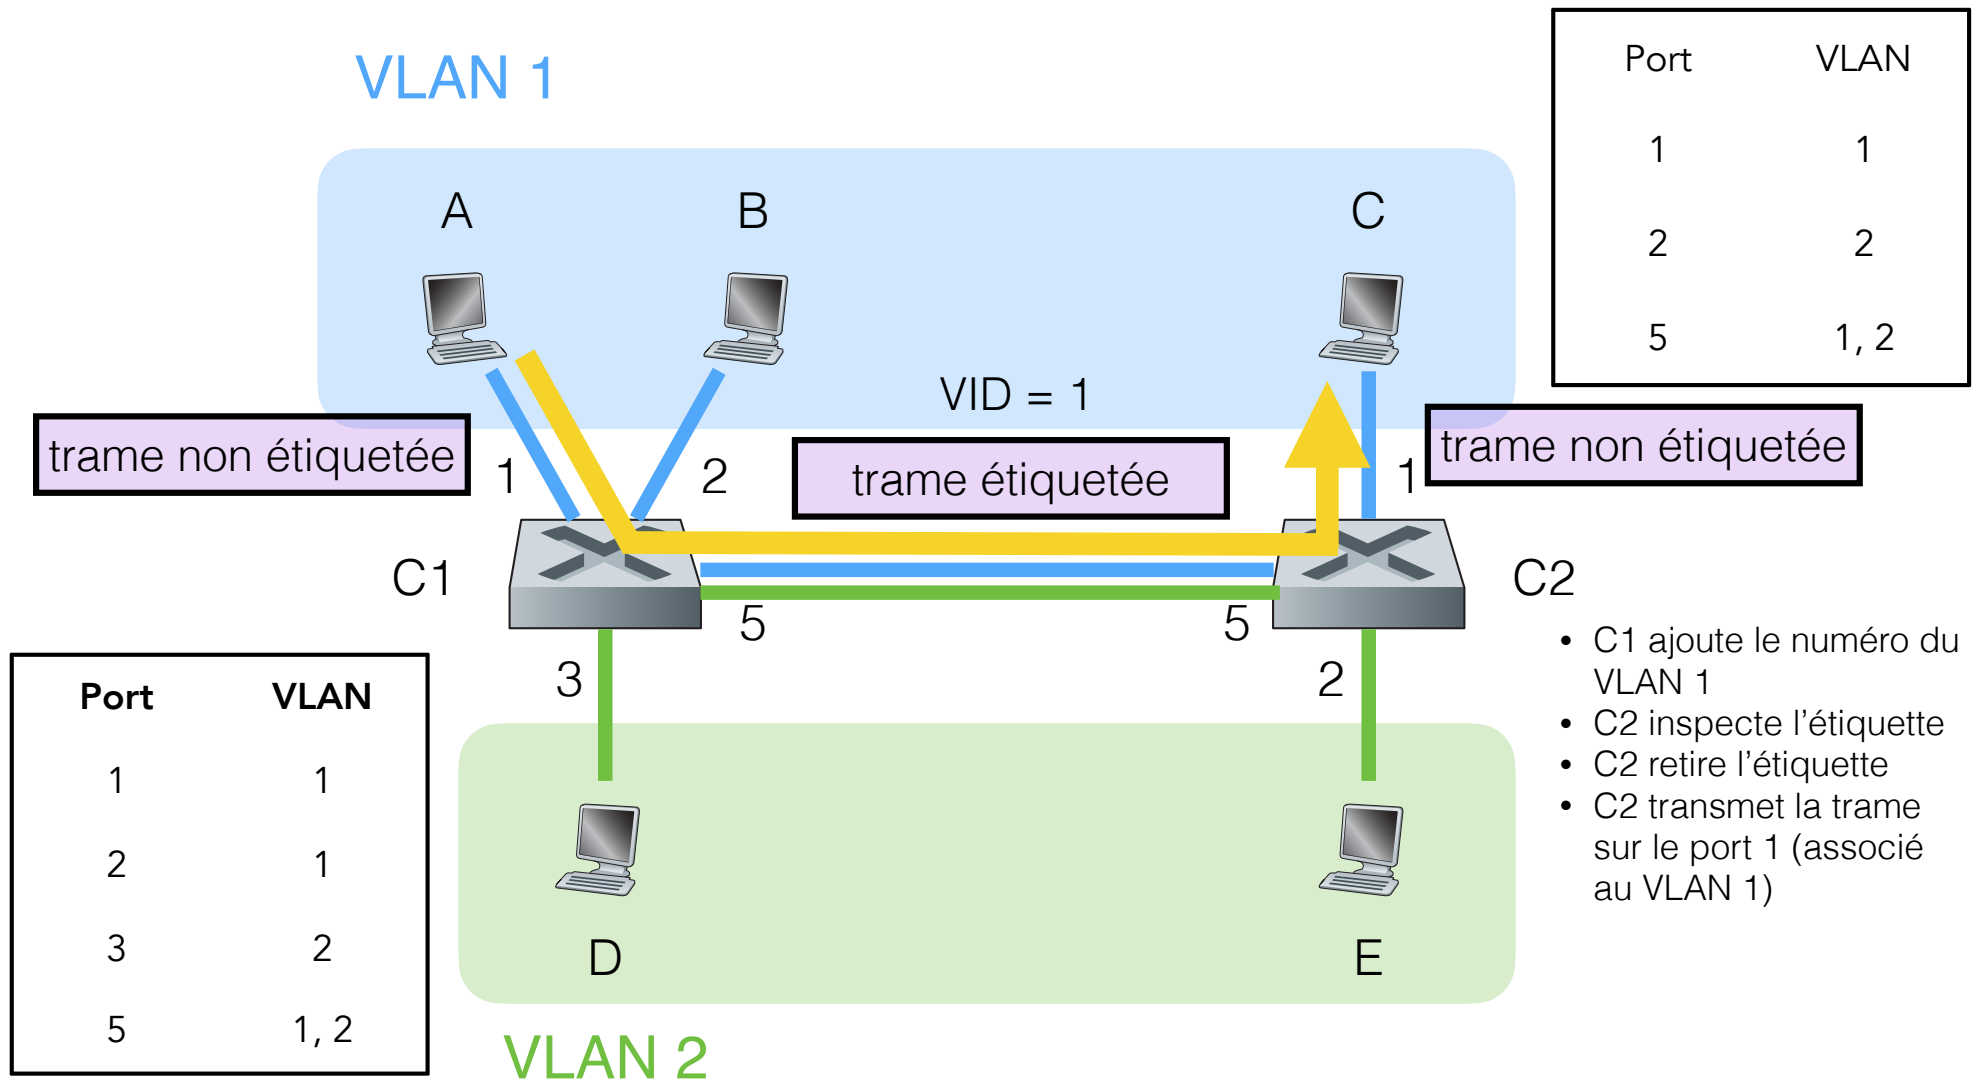 VLAN 1
Port VLAN
1 1
2 2
5 1, 2
A B C
VID = 1
trame non étiquetée
1
2
trame étiquetée
1
trame non étiquetée
C1
C2
5
5
3
2
Port VLAN
1 1
2 1
3 2
5 1, 2
• C1 ajoute le numéro du
VLAN 1
• C2 inspecte l’étiquette
• C2 retire l’étiquette
• C2 transmet la trame
sur le port 1 (associé
au VLAN 1)
D E
VLAN 2